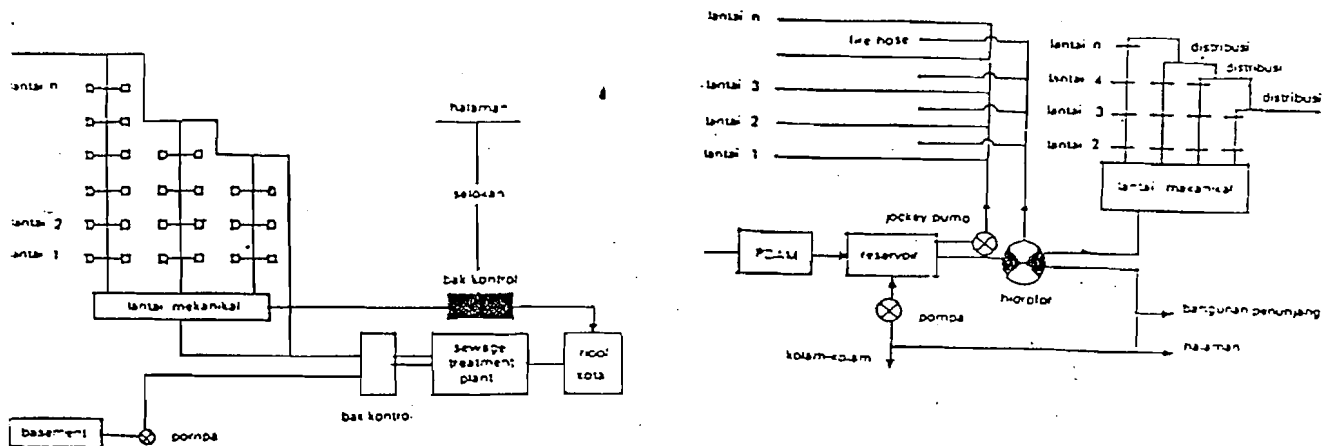 lantai n
lantai 2
lantai 1
lantai mekanikal
halaman
selokan
bak kontrol
sewage
treatment
plant
riool
kota
bak kontrol
basement
pompa
lantai n
fire hose
lantai 3
lantai 2
lantai 1
jockey pump
PDAM
reservoir
hidrofor
pompa
kolam-kolam
lantai n
distribusi
distribusi
lantai 4
distribusi
lantai 3
lantai 2
lantai mekanikal
bangunan penunjang
halaman